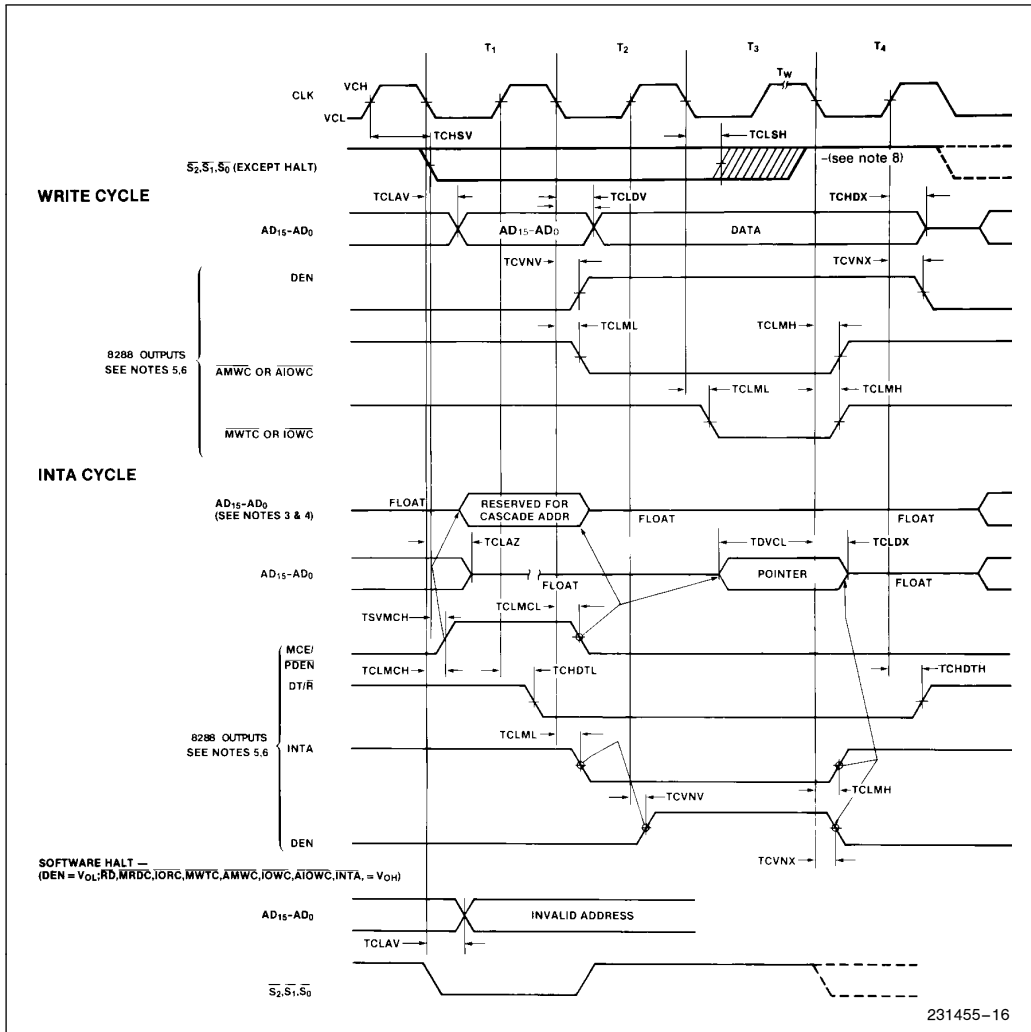 T1 T2 T3 T4
TW
VCH
CLK
VCL
TCHSV
TCLSH
S2,S1,S0 (EXCEPT HALT)
(see note 8)
WRITE CYCLE
TCLAV
TCLDV
TCHDX
AD15-AD0
AD15-AD0
DATA
TCVNV
TCVNX
DEN
TCLML
TCLMH
8288 OUTPUTS
SEE NOTES 5,6
AMWC OR AIOWC
TCLML
TCLMH
MWTC OR IOWC
INTA CYCLE
AD15-AD0
(SEE NOTES 3 & 4)
FLOAT
RESERVED FOR
CASCADE ADDR
FLOAT
FLOAT
TCLAZ
TDVCL
TCLDX
AD15-AD0
FLOAT
POINTER
FLOAT
TCLMCL
TSVMCH
MCE/
PDEN
TCLMCH
TCHDTL
TCHDTH
DT/R
8288 OUTPUTS
SEE NOTES 5,6
TCLML
INTA
TCLMH
TCVNV
DEN
TCVNX
SOFTWARE HALT —
(DEN = VOL;RD,MRDC,IORC,MWTC,AMWC,IOWC,AIOWC,INTA, = VOH)
AD15-AD0
INVALID ADDRESS
TCLAV
S2,S1,S0
231455-16